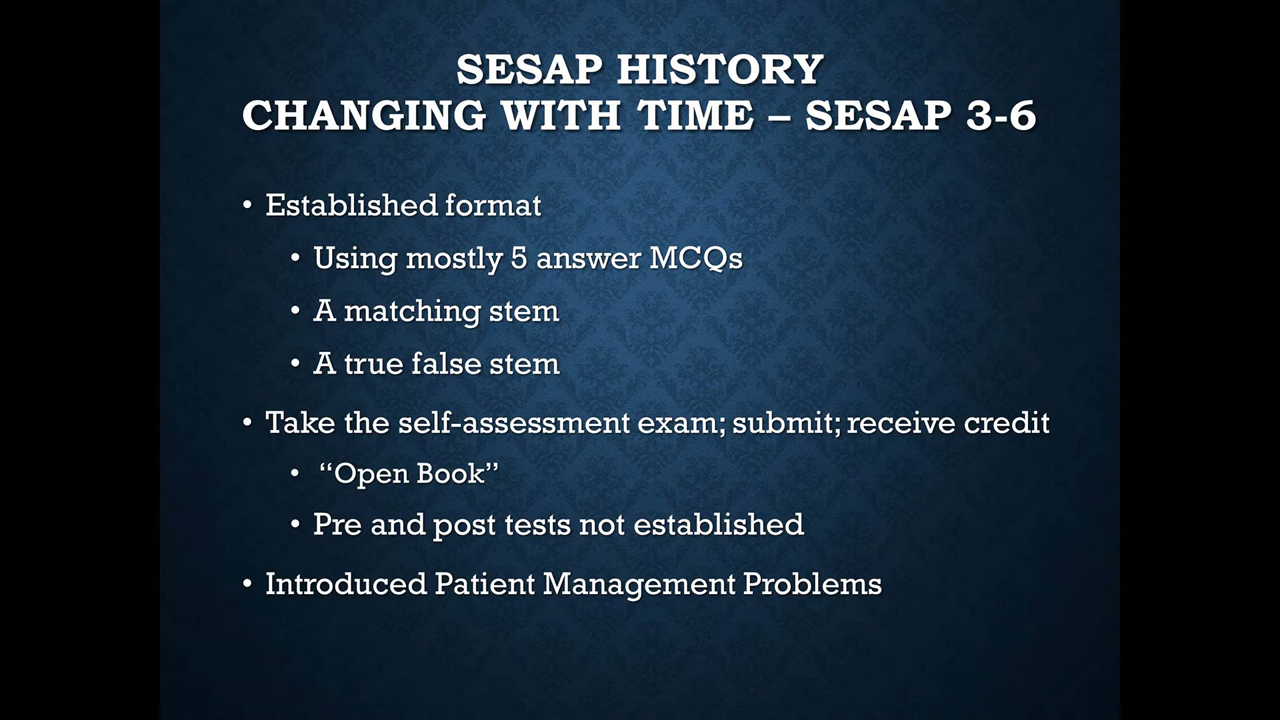 SESAP HISTORY
CHANGING WITH TIME – SESAP 3-6
• Established format
• Using mostly 5 answer MCQs
• A matching stem
• A true false stem
• Take the self-assessment exam; submit; receive credit
• “Open Book”
• Pre and post tests not established
• Introduced Patient Management Problems